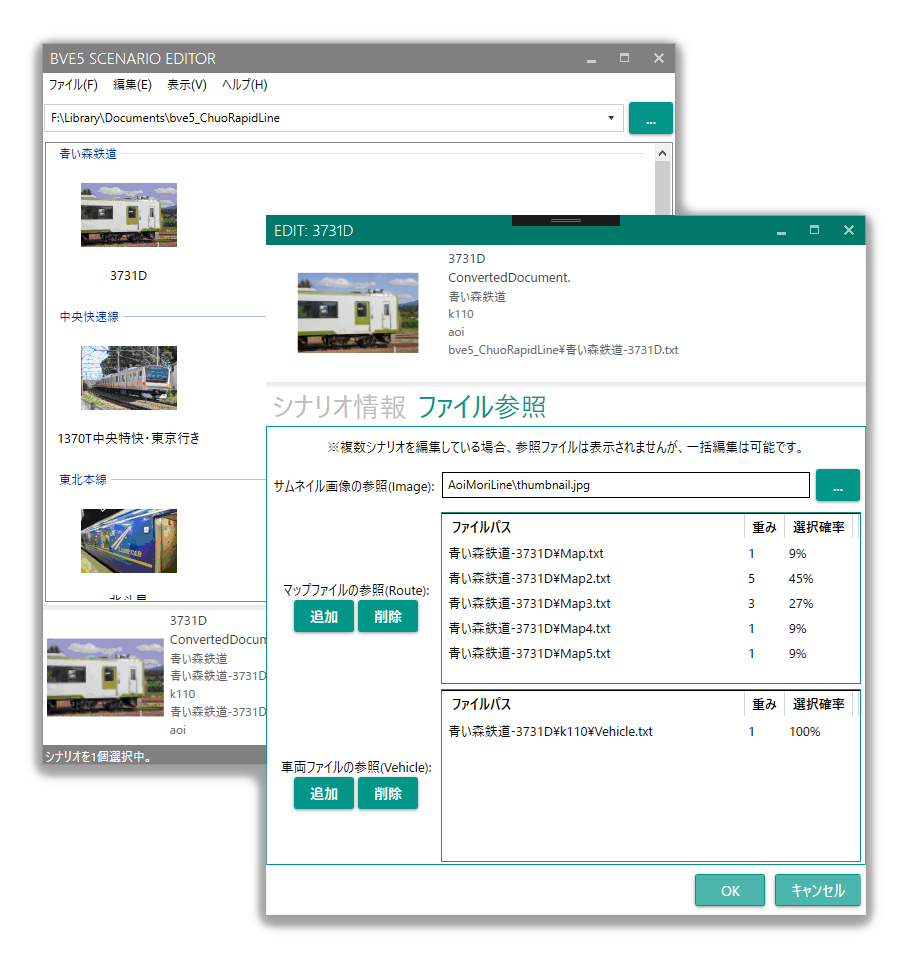 BVE5 SCENARIO EDITOR
ファイル(F) 編集(E) 表示(V) ヘルプ(H)
F:\Library\Documents\bve5_ChuoRapidLine
...
青い森鉄道
3731D
中央快速線
1370T中央特快・東京行き
東北本線
3731D
ConvertedDocum
青い森鉄道
青い森鉄道-3731D
k110
青い森鉄道-3731D
aoi
シナリオを1個選択中。
EDIT: 3731D
3731D
ConvertedDocument.
青い森鉄道
k110
aoi
bve5_ChuoRapidLine¥青い森鉄道-3731D.txt
シナリオ情報 ファイル参照
※複数シナリオを編集している場合、参照ファイルは表示されませんが、一括編集は可能です。
サムネイル画像の参照(Image): AoiMoriLine\thumbnail.jpg ...
マップファイルの参照(Route):
追加 削除
ファイルパス 重み 選択確率
青い森鉄道-3731D¥Map.txt 1 9%
青い森鉄道-3731D¥Map2.txt 5 45%
青い森鉄道-3731D¥Map3.txt 3 27%
青い森鉄道-3731D¥Map4.txt 1 9%
青い森鉄道-3731D¥Map5.txt 1 9%
車両ファイルの参照(Vehicle):
追加 削除
ファイルパス 重み 選択確率
青い森鉄道-3731D¥k110¥Vehicle.txt 1 100%
OK キャンセル